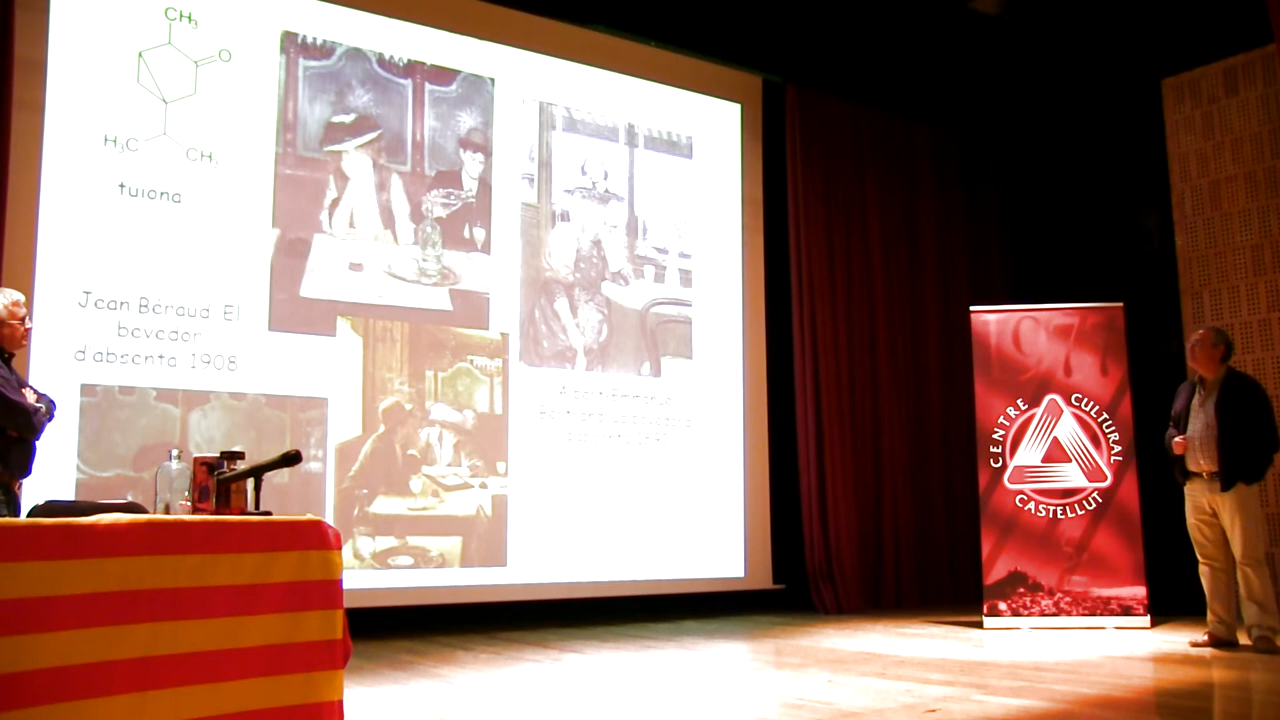 CH₃
O
H₃C
CH₃
tuiona
Jean Béraud El
bevedor
d'absenta 1908
1977
CENTRE CULTURAL
CASTELLUT